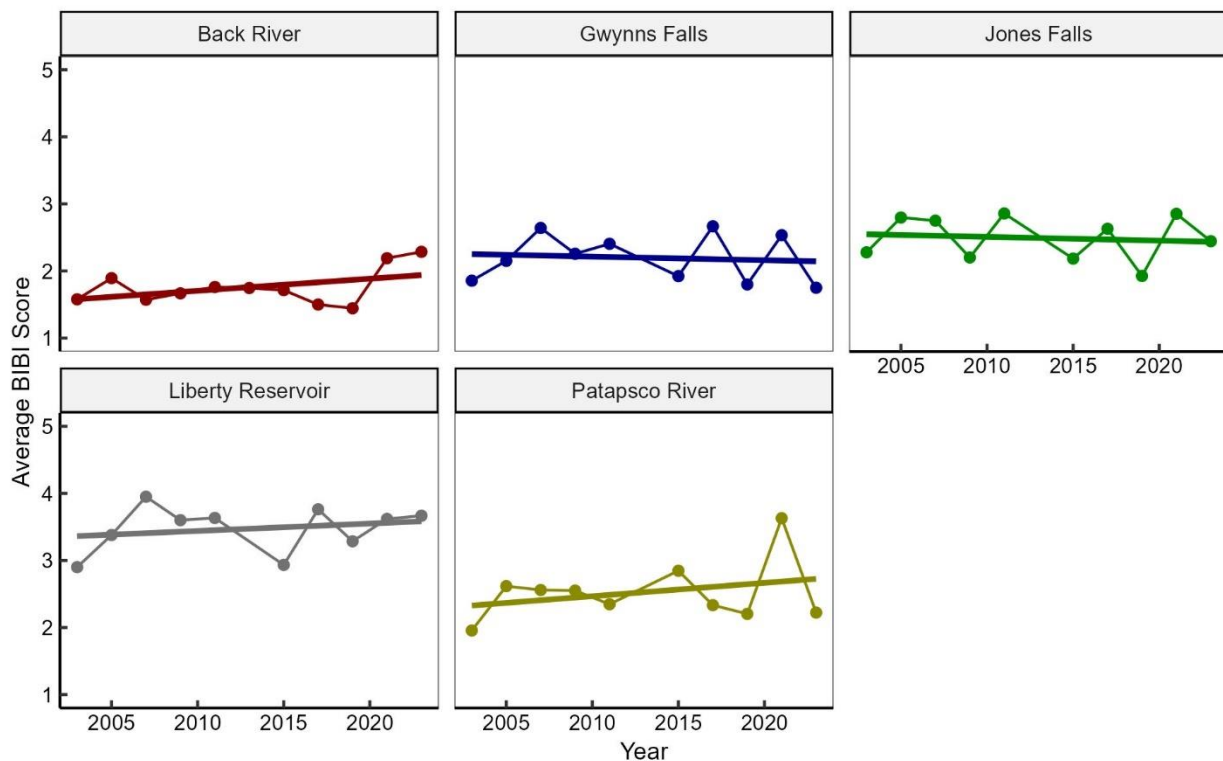 Back River
Gwynns Falls
Jones Falls
5
4
3
2
1
2005 2010 2015 2020
Liberty Reservoir
Patapsco River
5
4
3
2
1
2005 2010 2015 2020
2005 2010 2015 2020
Average BIBI Score
Year